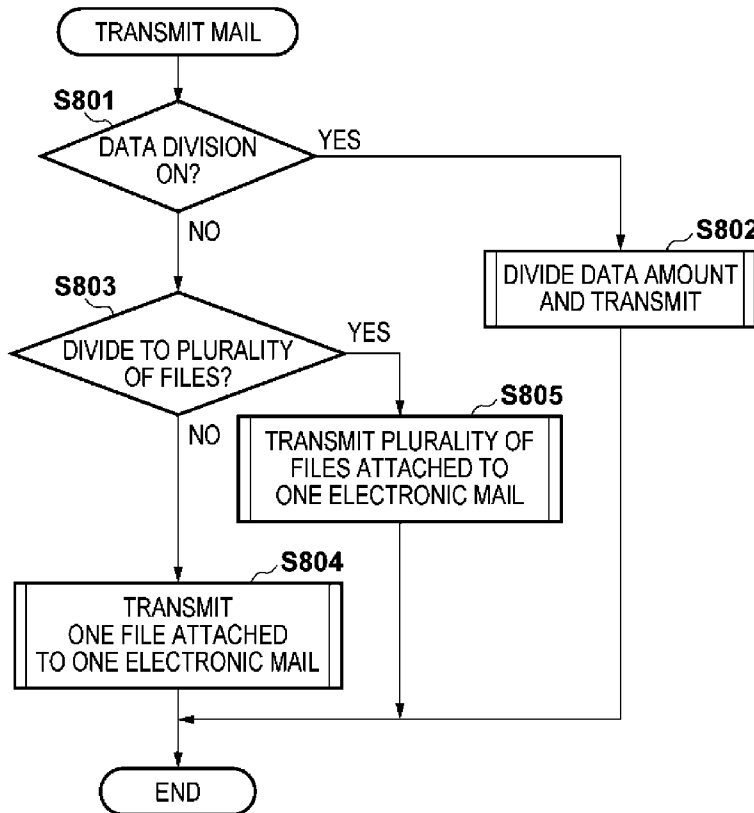 TRANSMIT MAIL
S801
DATA DIVISION
ON?
YES
NO
S802
DIVIDE DATA AMOUNT
AND TRANSMIT
S803
DIVIDE TO PLURALITY
OF FILES?
YES
NO
S805
TRANSMIT PLURALITY OF
FILES ATTACHED TO
ONE ELECTRONIC MAIL
S804
TRANSMIT
ONE FILE ATTACHED
TO ONE ELECTRONIC MAIL
END